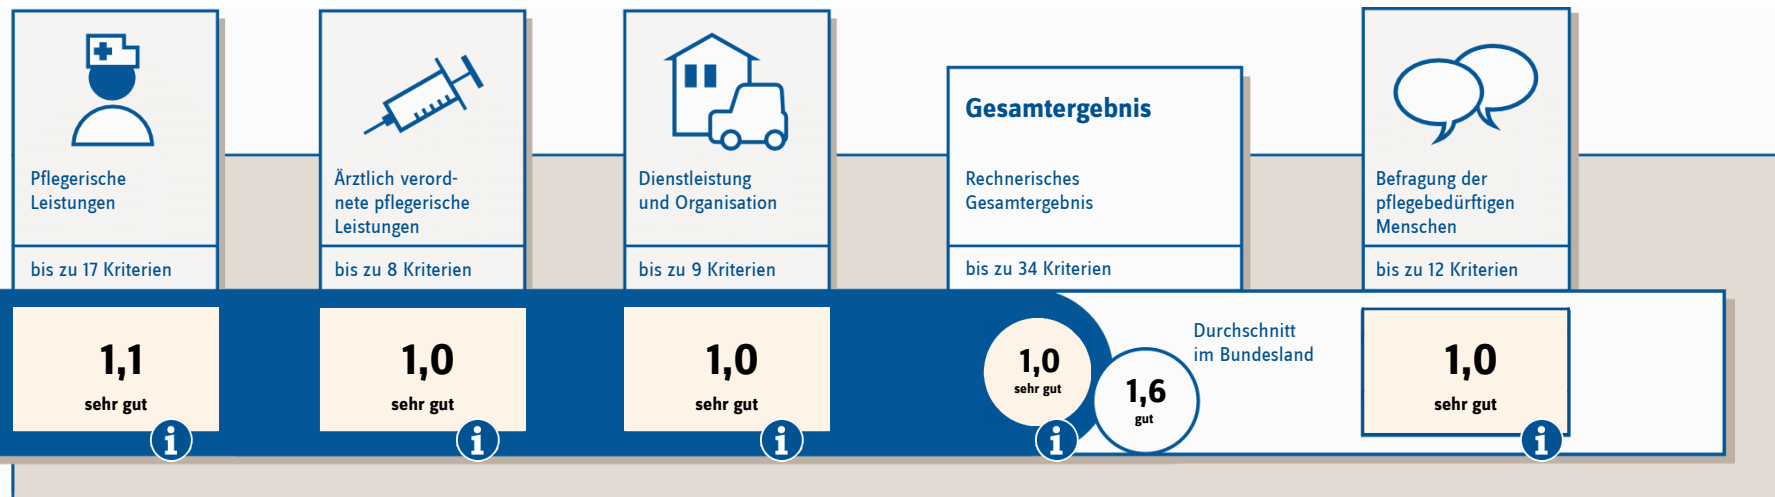 Pflegerische
Leistungen
bis zu 17 Kriterien
1,1
sehr gut
i
Ärztlich verord-
nete pflegerische
Leistungen
bis zu 8 Kriterien
1,0
sehr gut
i
Dienstleistung
und Organisation
bis zu 9 Kriterien
1,0
sehr gut
i
Gesamtergebnis
Rechnerisches
Gesamtergebnis
bis zu 34 Kriterien
1,0
sehr gut
i
1,6
gut
Durchschnitt
im Bundesland
Befragung der
pflegebedürftigen
Menschen
bis zu 12 Kriterien
1,0
sehr gut
i